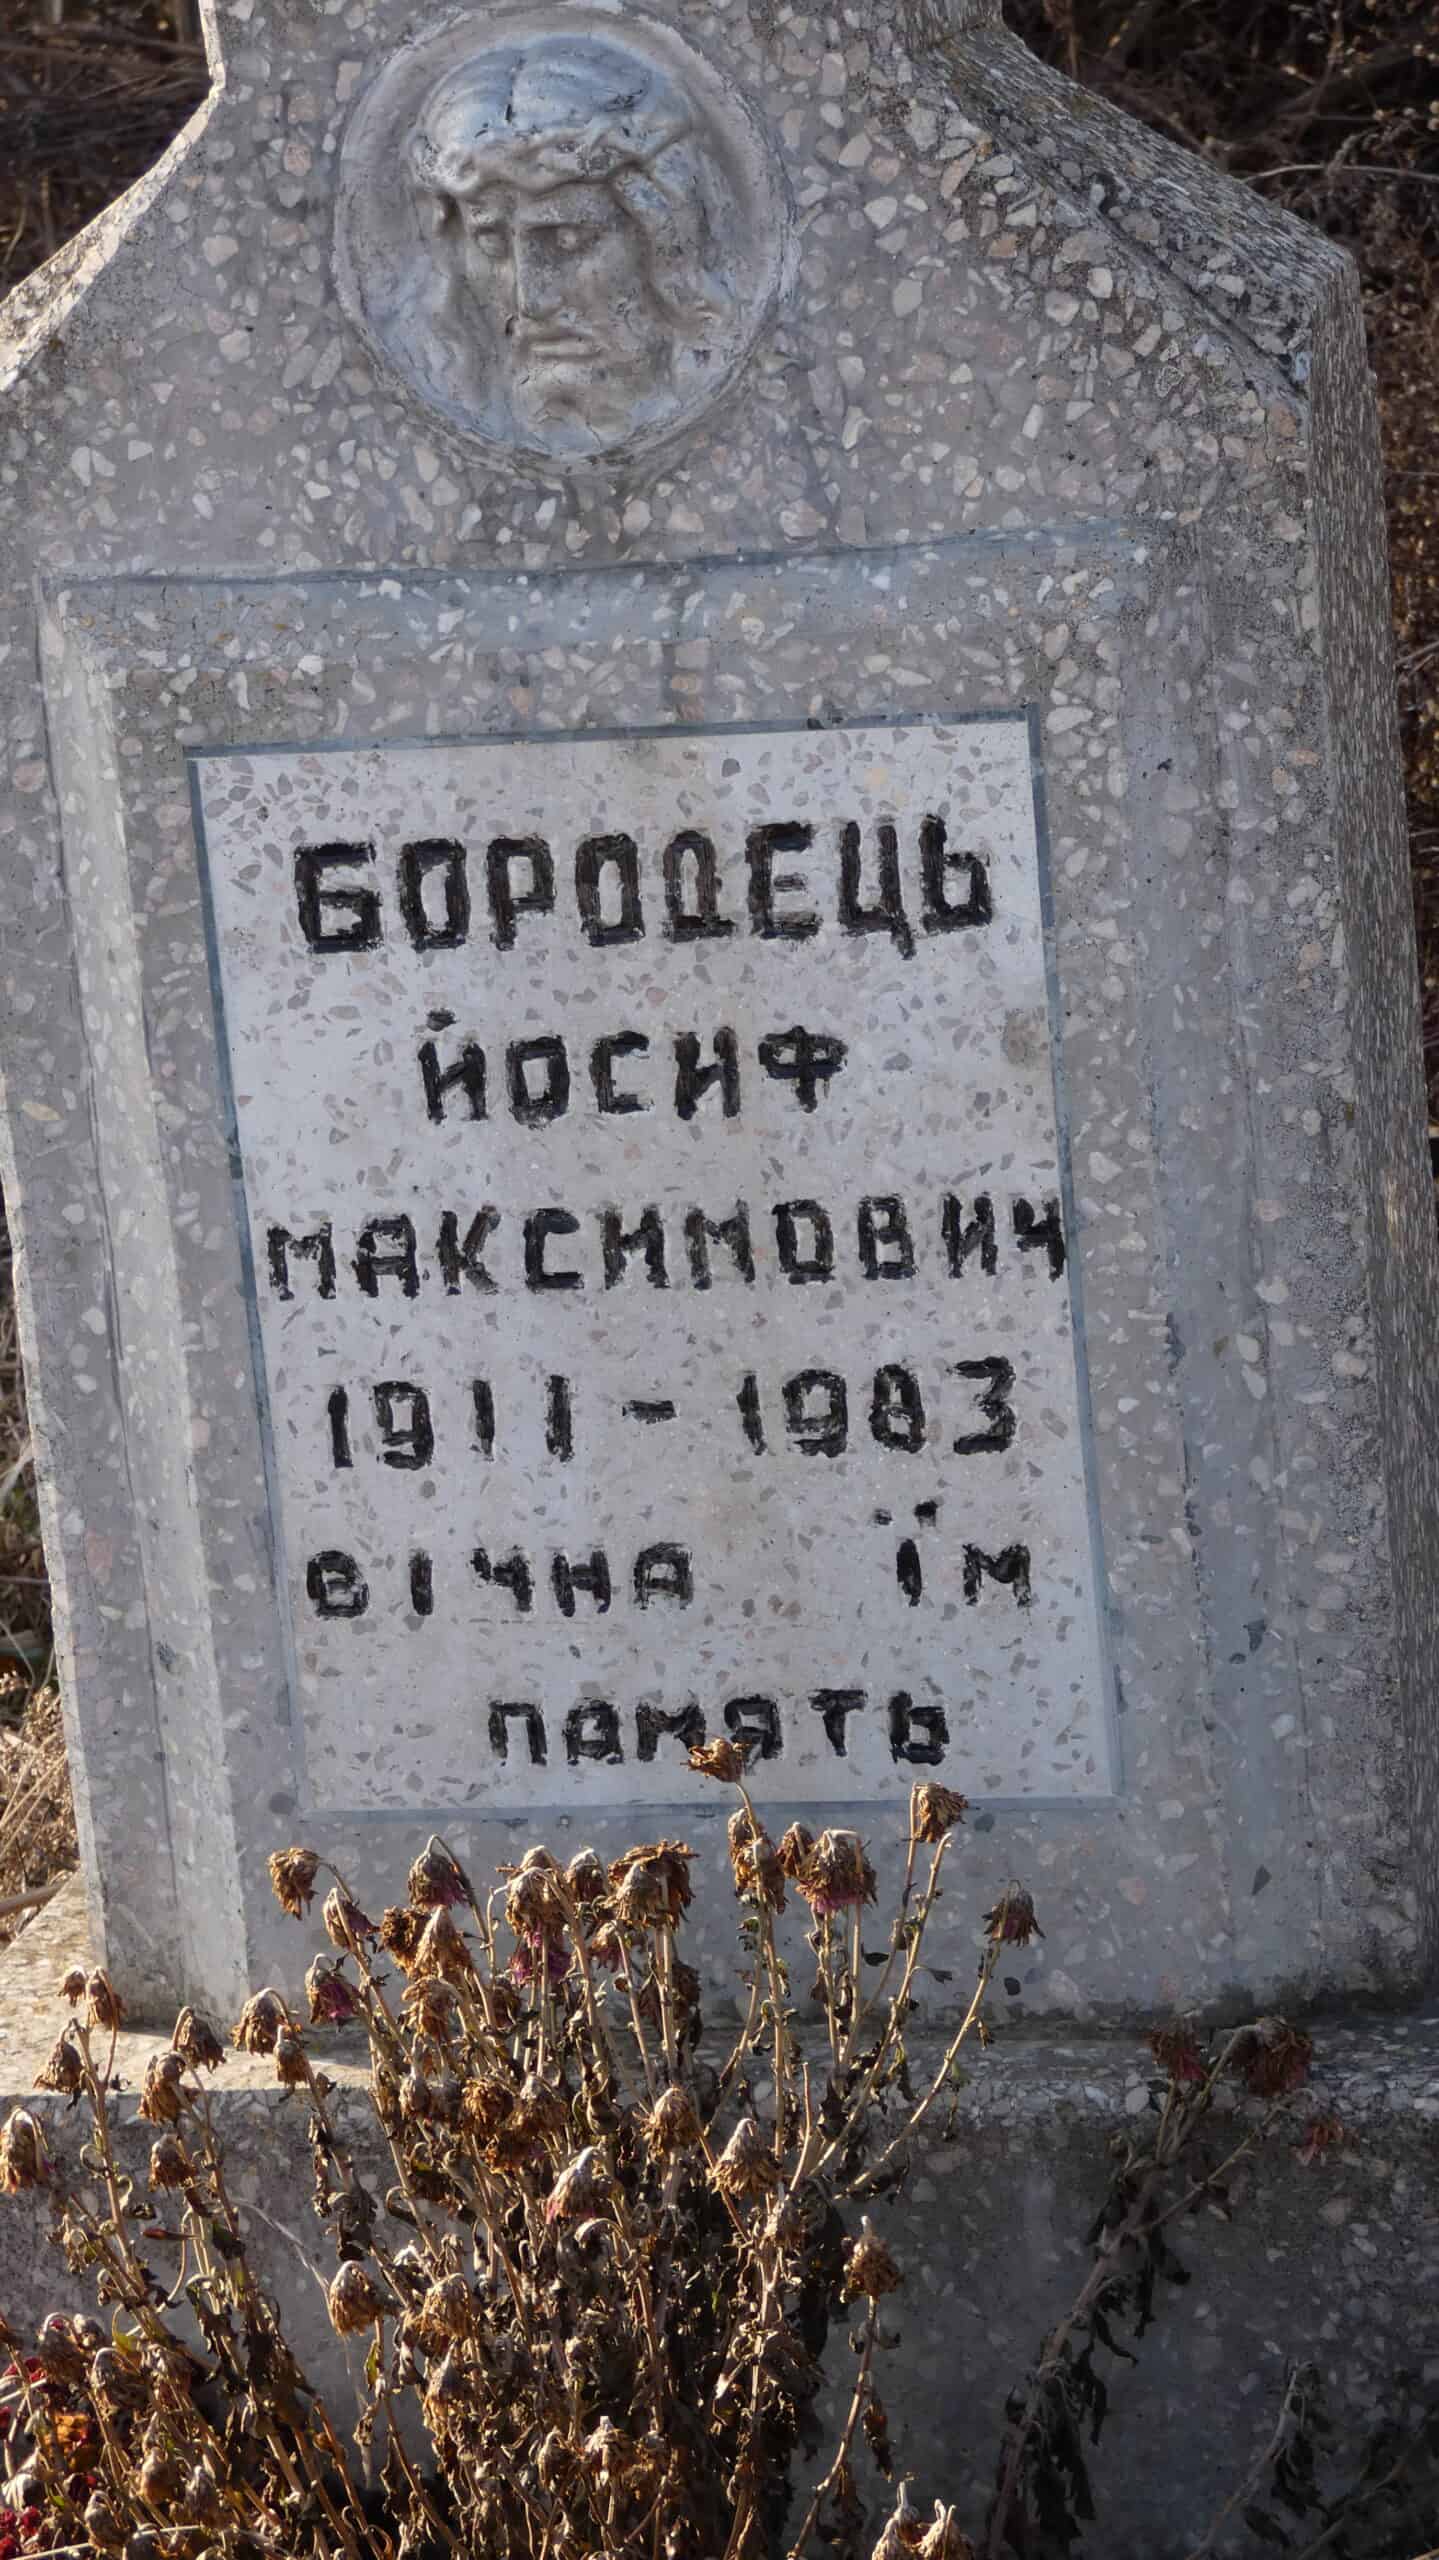 БОРОДЕЦЬ
ЙОСИФ
МАКСИМОВИЧ
1911 - 1983
ВІЧНА ЇМ
ПАМЯТЬ